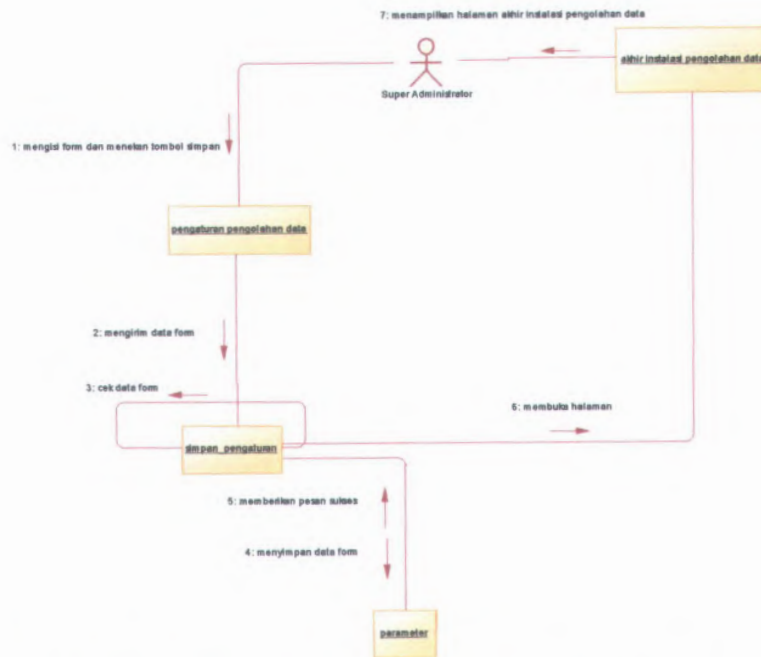 7: menampilkan halaman akhir instalasi pengolahan data
akhir instalasi pengolahan data
Super Administrator
1: mengisi form dan menekan tombol simpan
pengaturan pengolahan data
2: mengirim data form
3: cek data form
simpan_pengaturan
6: membuka halaman
5: memberikan pesan sukses
4: menyimpan data form
parameter